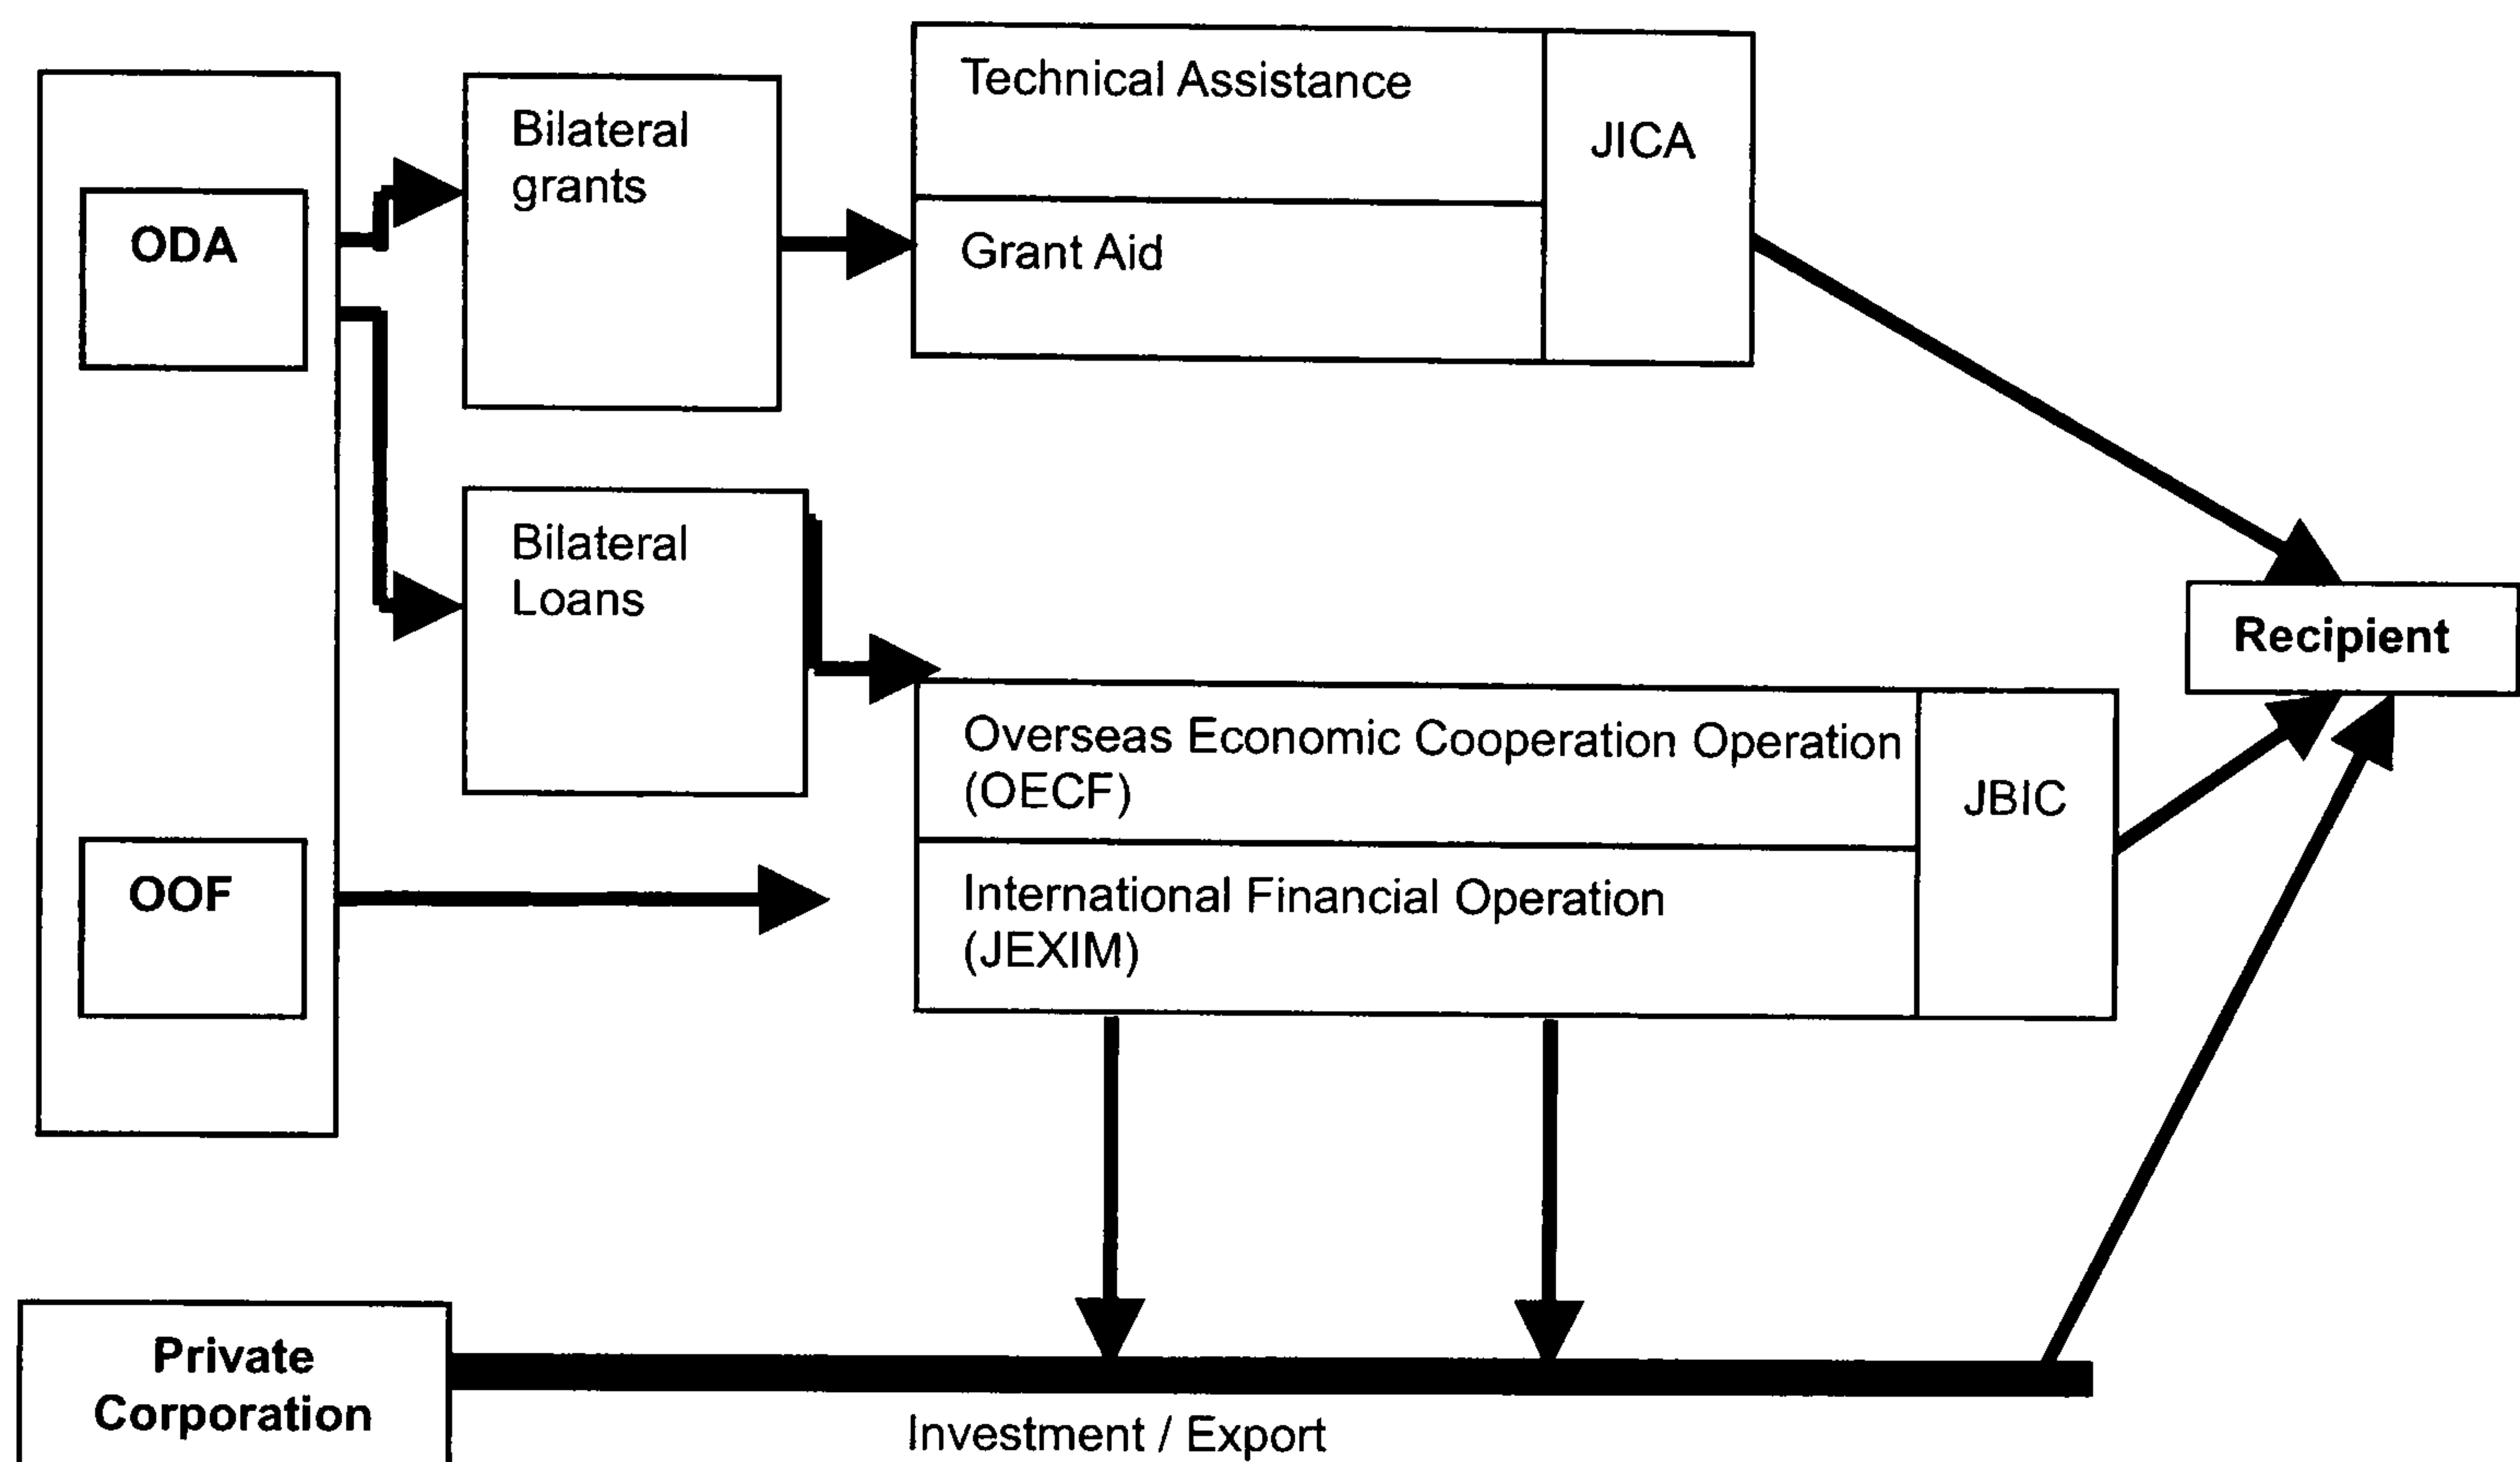 Technical Assistance
JICA
Bilateral
grants
ODA
Grant Aid
Bilateral
Loans
Recipient
Overseas Economic Cooperation Operation
(OECF)
JBIC
OOF
International Financial Operation
(JEXIM)
Private
Corporation
Investment / Export